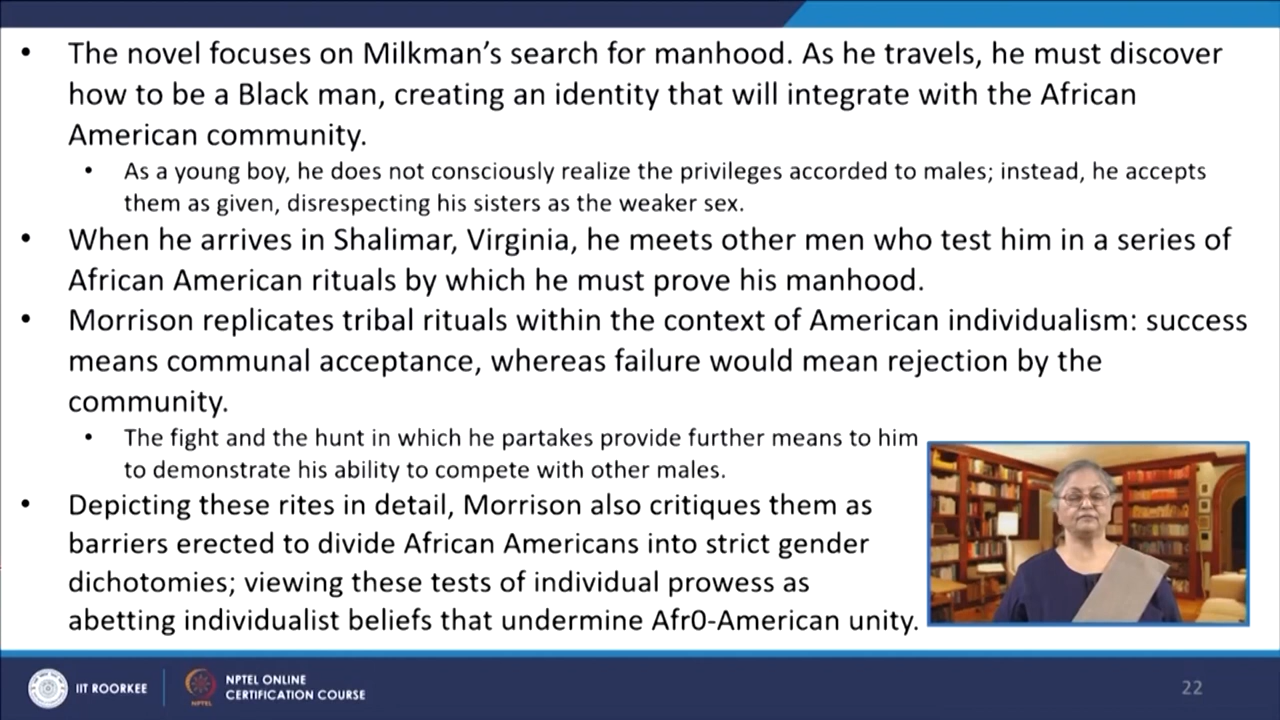 • The novel focuses on Milkman’s search for manhood. As he travels, he must discover
how to be a Black man, creating an identity that will integrate with the African
American community.
• As a young boy, he does not consciously realize the privileges accorded to males; instead, he accepts
them as given, disrespecting his sisters as the weaker sex.
• When he arrives in Shalimar, Virginia, he meets other men who test him in a series of
African American rituals by which he must prove his manhood.
• Morrison replicates tribal rituals within the context of American individualism: success
means communal acceptance, whereas failure would mean rejection by the
community.
• The fight and the hunt in which he partakes provide further means to him
to demonstrate his ability to compete with other males.
• Depicting these rites in detail, Morrison also critiques them as
barriers erected to divide African Americans into strict gender
dichotomies; viewing these tests of individual prowess as
abetting individualist beliefs that undermine Afr0-American unity.
IIT ROORKEE
NPTEL
NPTEL ONLINE
CERTIFICATION COURSE
22